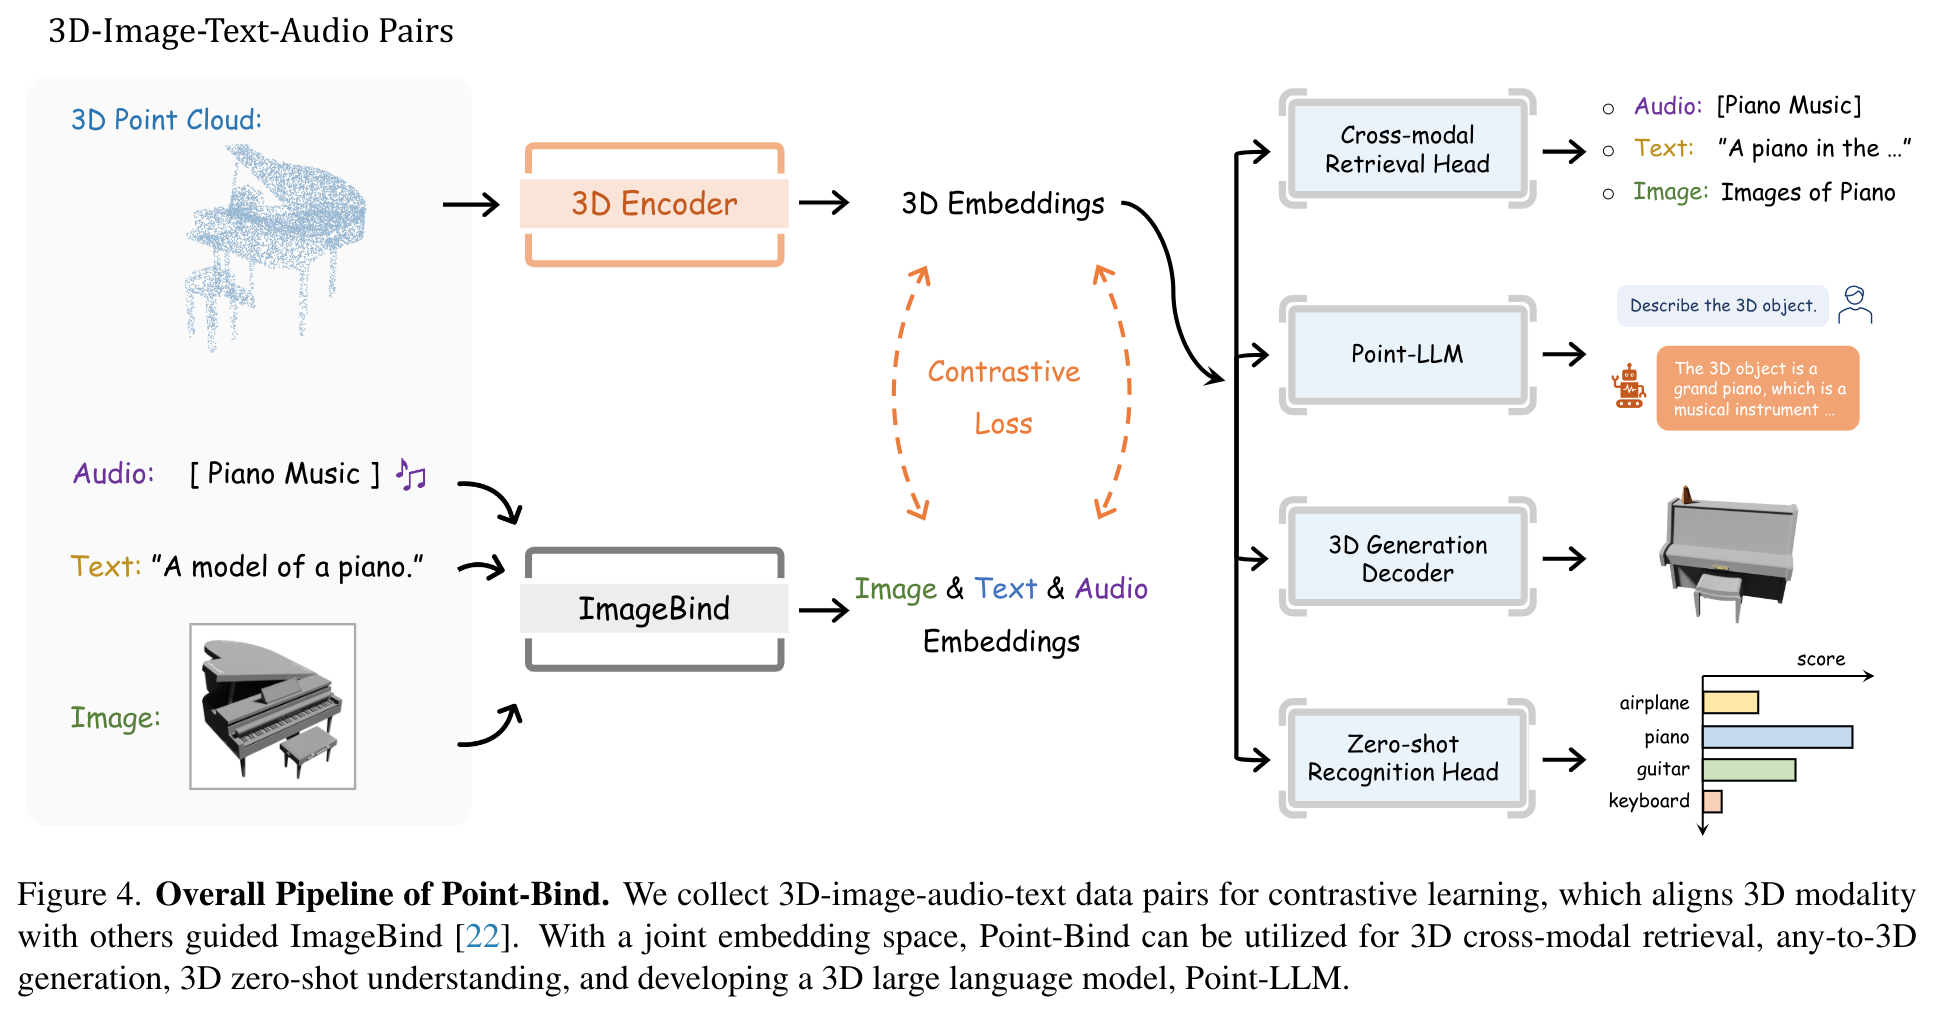 3D-Image-Text-Audio Pairs
3D Point Cloud:
Audio: [ Piano Music ]
Text: "A model of a piano."
Image:
3D Encoder
ImageBind
3D Embeddings
Contrastive
Loss
Image & Text & Audio
Embeddings
Cross-modal
Retrieval Head
Audio: [Piano Music]
Text: "A piano in the ..."
Image: Images of Piano
Point-LLM
Describe the 3D object.
The 3D object is a
grand piano, which is a
musical instrument ...
3D Generation
Decoder
Zero-shot
Recognition Head
score
airplane
piano
guitar
keyboard
Figure 4. Overall Pipeline of Point-Bind. We collect 3D-image-audio-text data pairs for contrastive learning, which aligns 3D modality
with others guided ImageBind [22]. With a joint embedding space, Point-Bind can be utilized for 3D cross-modal retrieval, any-to-3D
generation, 3D zero-shot understanding, and developing a 3D large language model, Point-LLM.